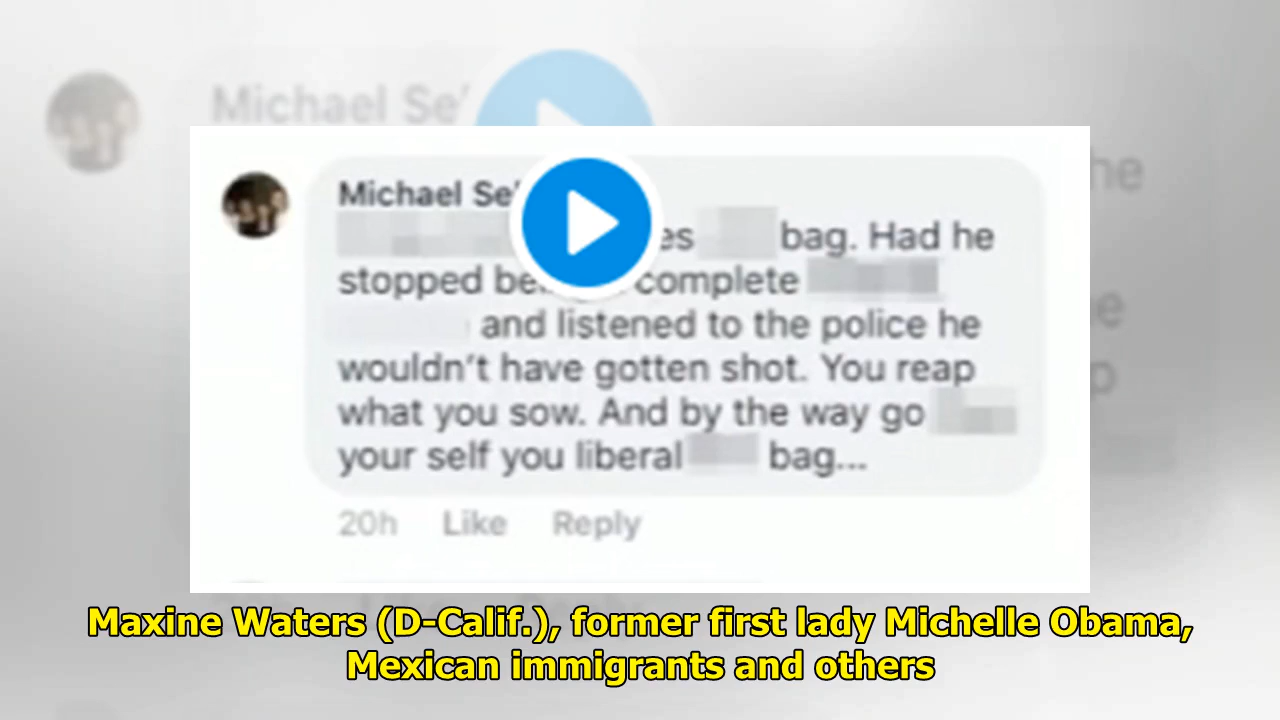 Michael Se
bag. Had he
stopped complete
and listened to the police he
wouldn't have gotten shot. You reap
what you sow. And by the way go
your self you liberal bag...
20h Like Reply
Maxine Waters (D-Calif.), former first lady Michelle Obama,
Mexican immigrants and others